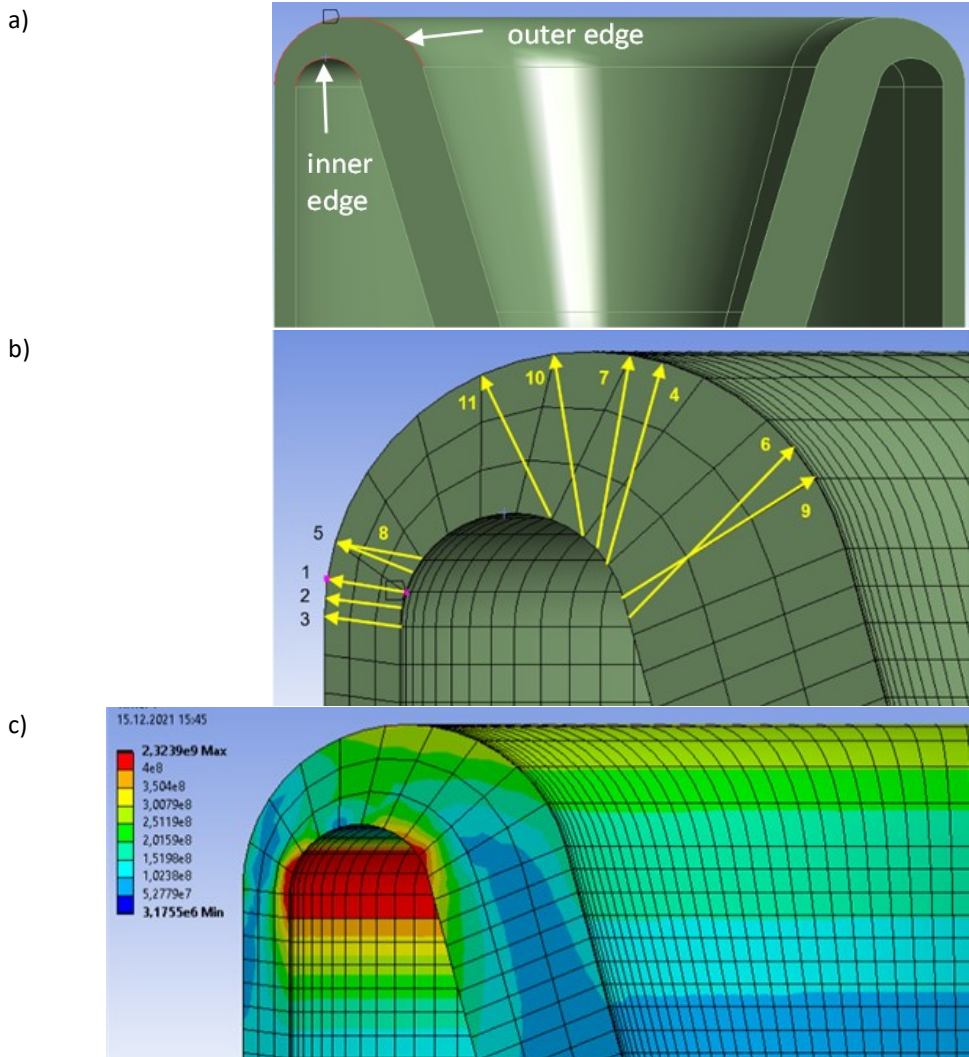 a)
outer edge
inner
edge
b)
10
7
4
11
6
9
5
8
1
2
3
c)
15.12.2021 15:45
2,3239e9 Max
4e8
3,504e8
3,0079e8
2,5119e8
2,0159e8
1,5198e8
1,0238e8
5,2779e7
3,1755e6 Min